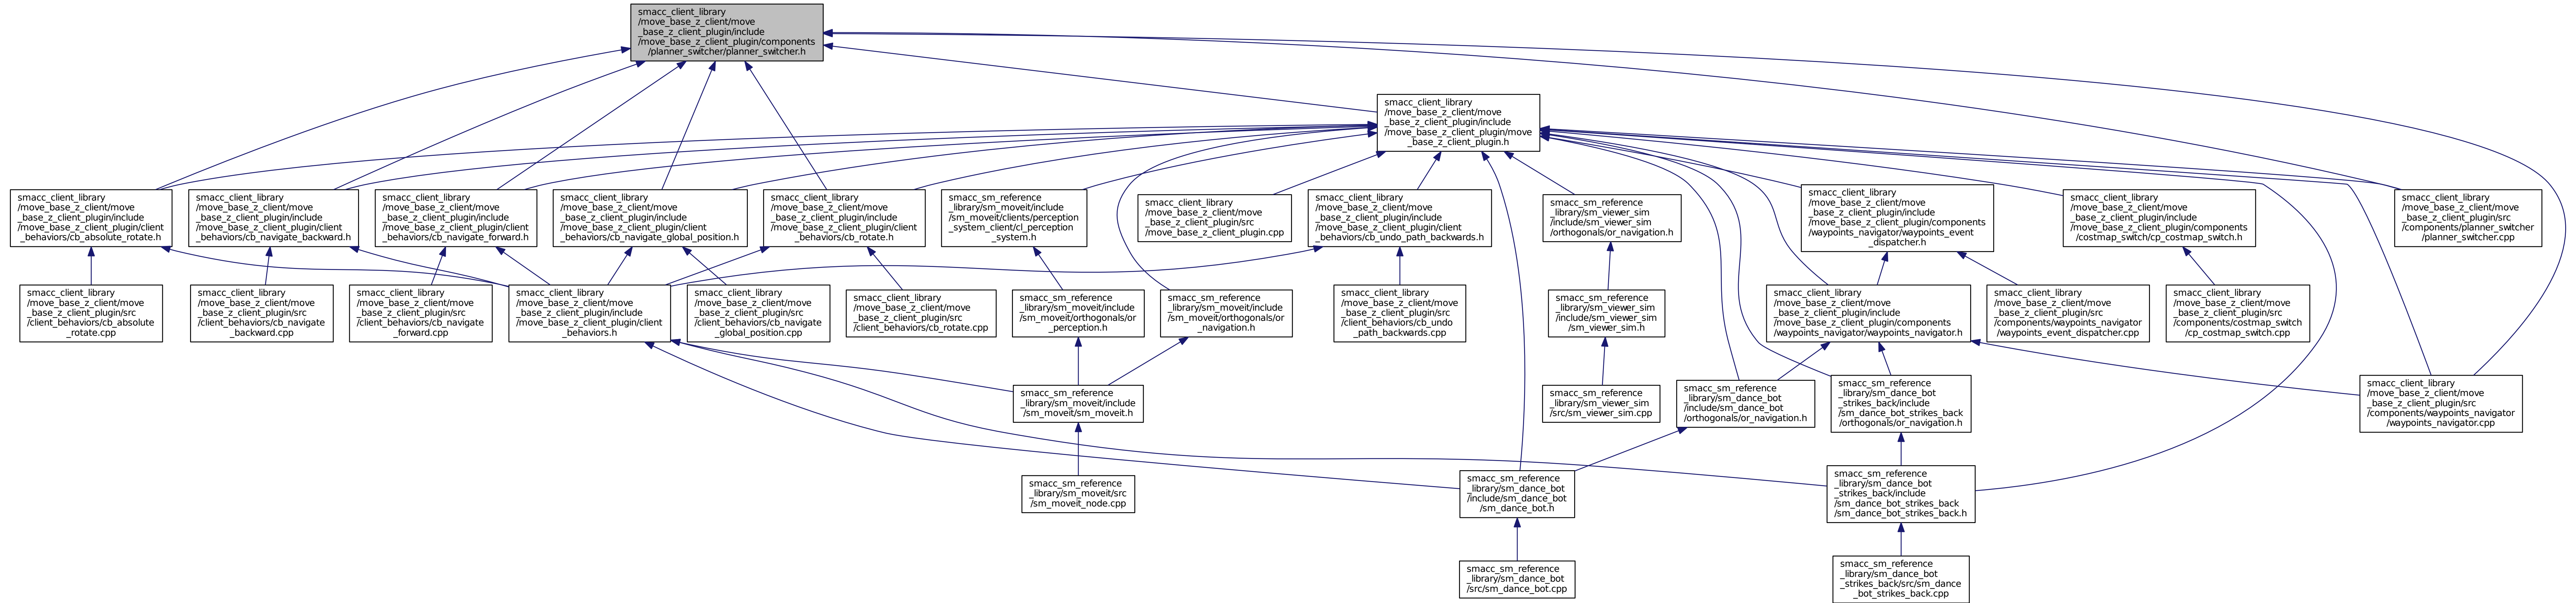 smacc_client_library
/move_base_z_client/move
_base_z_client_plugin/include
/move_base_z_client_plugin/components
/planner_switcher/planner_switcher.h
smacc_client_library
/move_base_z_client/move
_base_z_client_plugin/include
/move_base_z_client_plugin/move
_base_z_client_plugin.h
smacc_client_library
/move_base_z_client/move
_base_z_client_plugin/include
/move_base_z_client_plugin/client
_behaviors/cb_absolute_rotate.h
smacc_client_library
/move_base_z_client/move
_base_z_client_plugin/include
/move_base_z_client_plugin/client
_behaviors/cb_navigate_backward.h
smacc_client_library
/move_base_z_client/move
_base_z_client_plugin/include
/move_base_z_client_plugin/client
_behaviors/cb_navigate_forward.h
smacc_client_library
/move_base_z_client/move
_base_z_client_plugin/include
/move_base_z_client_plugin/client
_behaviors/cb_navigate_global_position.h
smacc_client_library
/move_base_z_client/move
_base_z_client_plugin/include
/move_base_z_client_plugin/client
_behaviors/cb_rotate.h
smacc_sm_reference
_library/sm_moveit/include
/sm_moveit/clients/perception
_system_client/cl_perception
_system.h
smacc_client_library
/move_base_z_client/move
_base_z_client_plugin/src
/move_base_z_client_plugin.cpp
smacc_client_library
/move_base_z_client/move
_base_z_client_plugin/include
/move_base_z_client_plugin/client
_behaviors/cb_undo_path_backwards.h
smacc_sm_reference
_library/sm_viewer_sim
/include/sm_viewer_sim
/orthogonals/or_navigation.h
smacc_client_library
/move_base_z_client/move
_base_z_client_plugin/include
/move_base_z_client_plugin/components
/waypoints_navigator/waypoints_event
_dispatcher.h
smacc_client_library
/move_base_z_client/move
_base_z_client_plugin/include
/move_base_z_client_plugin/components
/costmap_switch/cp_costmap_switch.h
smacc_client_library
/move_base_z_client/move
_base_z_client_plugin/src
/components/planner_switcher
/planner_switcher.cpp
smacc_client_library
/move_base_z_client/move
_base_z_client_plugin/src
/client_behaviors/cb_absolute
_rotate.cpp
smacc_client_library
/move_base_z_client/move
_base_z_client_plugin/src
/client_behaviors/cb_navigate
_backward.cpp
smacc_client_library
/move_base_z_client/move
_base_z_client_plugin/src
/client_behaviors/cb_navigate
_forward.cpp
smacc_client_library
/move_base_z_client/move
_base_z_client_plugin/include
/move_base_z_client_plugin/client
_behaviors.h
smacc_client_library
/move_base_z_client/move
_base_z_client_plugin/src
/client_behaviors/cb_navigate
_global_position.cpp
smacc_client_library
/move_base_z_client/move
_base_z_client_plugin/src
/client_behaviors/cb_rotate.cpp
smacc_sm_reference
_library/sm_moveit/include
/sm_moveit/orthogonals/or
_perception.h
smacc_sm_reference
_library/sm_moveit/include
/sm_moveit/orthogonals/or
_navigation.h
smacc_client_library
/move_base_z_client/move
_base_z_client_plugin/src
/client_behaviors/cb_undo
_path_backwards.cpp
smacc_sm_reference
_library/sm_viewer_sim
/include/sm_viewer_sim
/sm_viewer_sim.h
smacc_client_library
/move_base_z_client/move
_base_z_client_plugin/include
/move_base_z_client_plugin/components
/waypoints_navigator/waypoints_navigator.h
smacc_client_library
/move_base_z_client/move
_base_z_client_plugin/src
/components/waypoints_navigator
/waypoints_event_dispatcher.cpp
smacc_client_library
/move_base_z_client/move
_base_z_client_plugin/src
/components/costmap_switch
/cp_costmap_switch.cpp
smacc_sm_reference
_library/sm_moveit/include
/sm_moveit/sm_moveit.h
smacc_sm_reference
_library/sm_viewer_sim
/src/sm_viewer_sim.cpp
smacc_sm_reference
_library/sm_dance_bot
/include/sm_dance_bot
/orthogonals/or_navigation.h
smacc_sm_reference
_library/sm_dance_bot
_strikes_back/include
/sm_dance_bot_strikes_back
/orthogonals/or_navigation.h
smacc_client_library
/move_base_z_client/move
_base_z_client_plugin/src
/components/waypoints_navigator
/waypoints_navigator.cpp
smacc_sm_reference
_library/sm_moveit/src
/sm_moveit_node.cpp
smacc_sm_reference
_library/sm_dance_bot
/include/sm_dance_bot
/sm_dance_bot.h
smacc_sm_reference
_library/sm_dance_bot
_strikes_back/include
/sm_dance_bot_strikes_back
/sm_dance_bot_strikes_back.h
smacc_sm_reference
_library/sm_dance_bot
/src/sm_dance_bot.cpp
smacc_sm_reference
_library/sm_dance_bot
_strikes_back/src/sm_dance
_bot_strikes_back.cpp